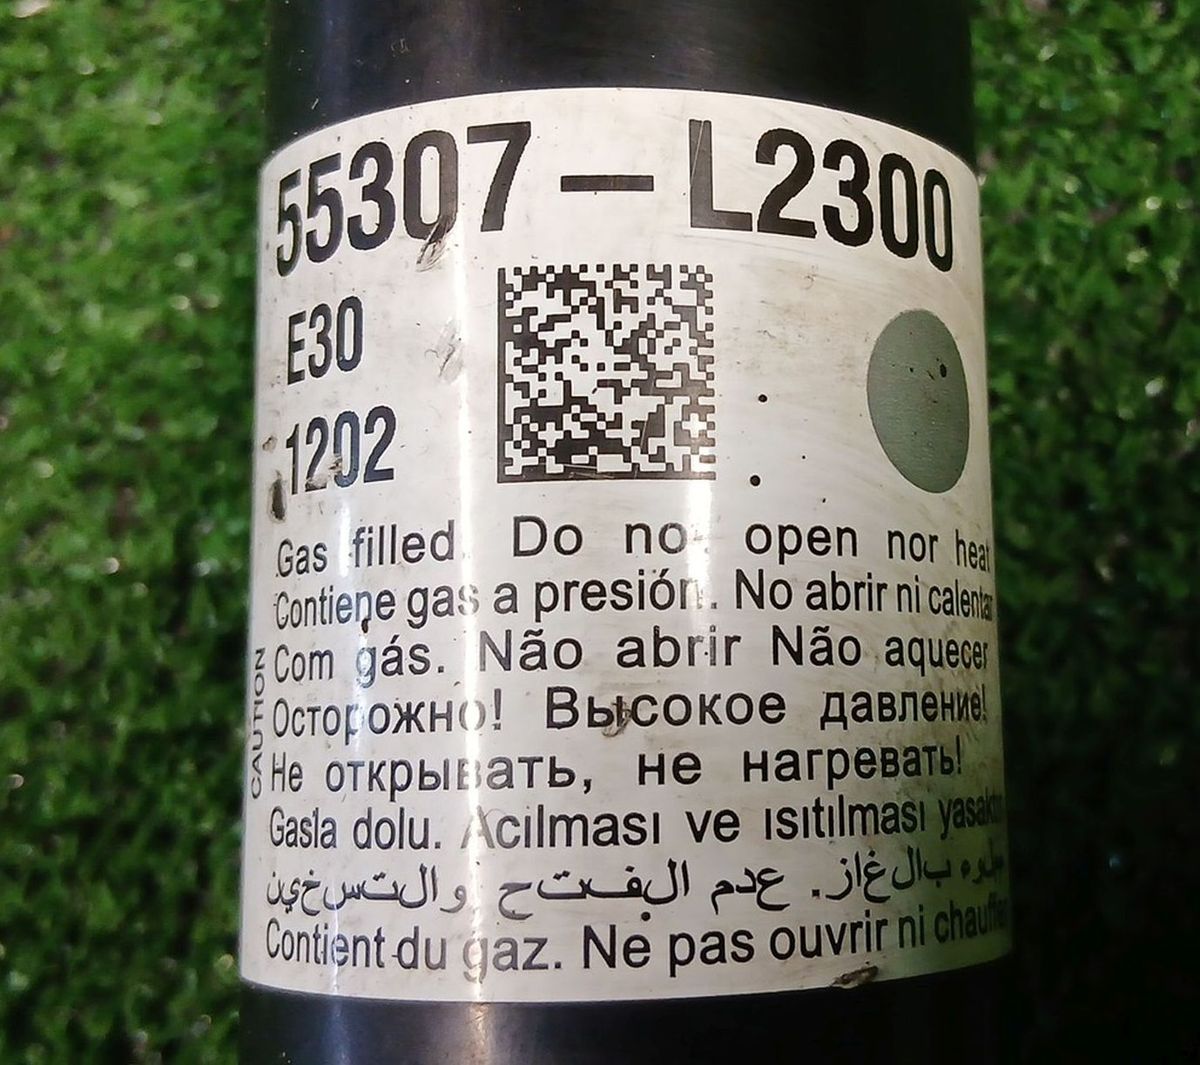 55307-L2300
E30
1202
CAUTION
Gas filled. Do not open nor heat
Contiene gas a presión. No abrir ni calentar
Com gás. Não abrir Não aquecer
Осторожно! Высокое давление!
Не открывать, не нагревать!
Gasla dolu. Acilması ve ısıtılması
بالغاز. عدم الفتح والتسخين
Contient du gaz. Ne pas ouvrir ni chauffer